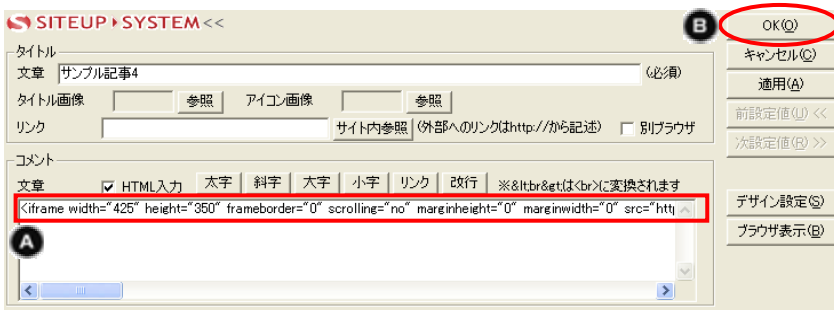 SITEUP SYSTEM<<
B
OK(O)
タイトル
キャンセル(C)
文章 サンプル記事4 (必須)
適用(A)
タイトル画像 参照 アイコン画像 参照
前設定値(U) <<
リンク サイト内参照 (外部へのリンクはhttp://から記述) 別ブラウザ
次設定値(R) >>
コメント
文章 HTML入力 太字 斜字 大字 小字 リンク 改行 ※&lt;br&gt;は<br>に変換されます
<iframe width="425" height="350" frameborder="0" scrolling="no" marginheight="0" marginwidth="0" src="htt
デザイン設定(S)
A
ブラウザ表示(B)